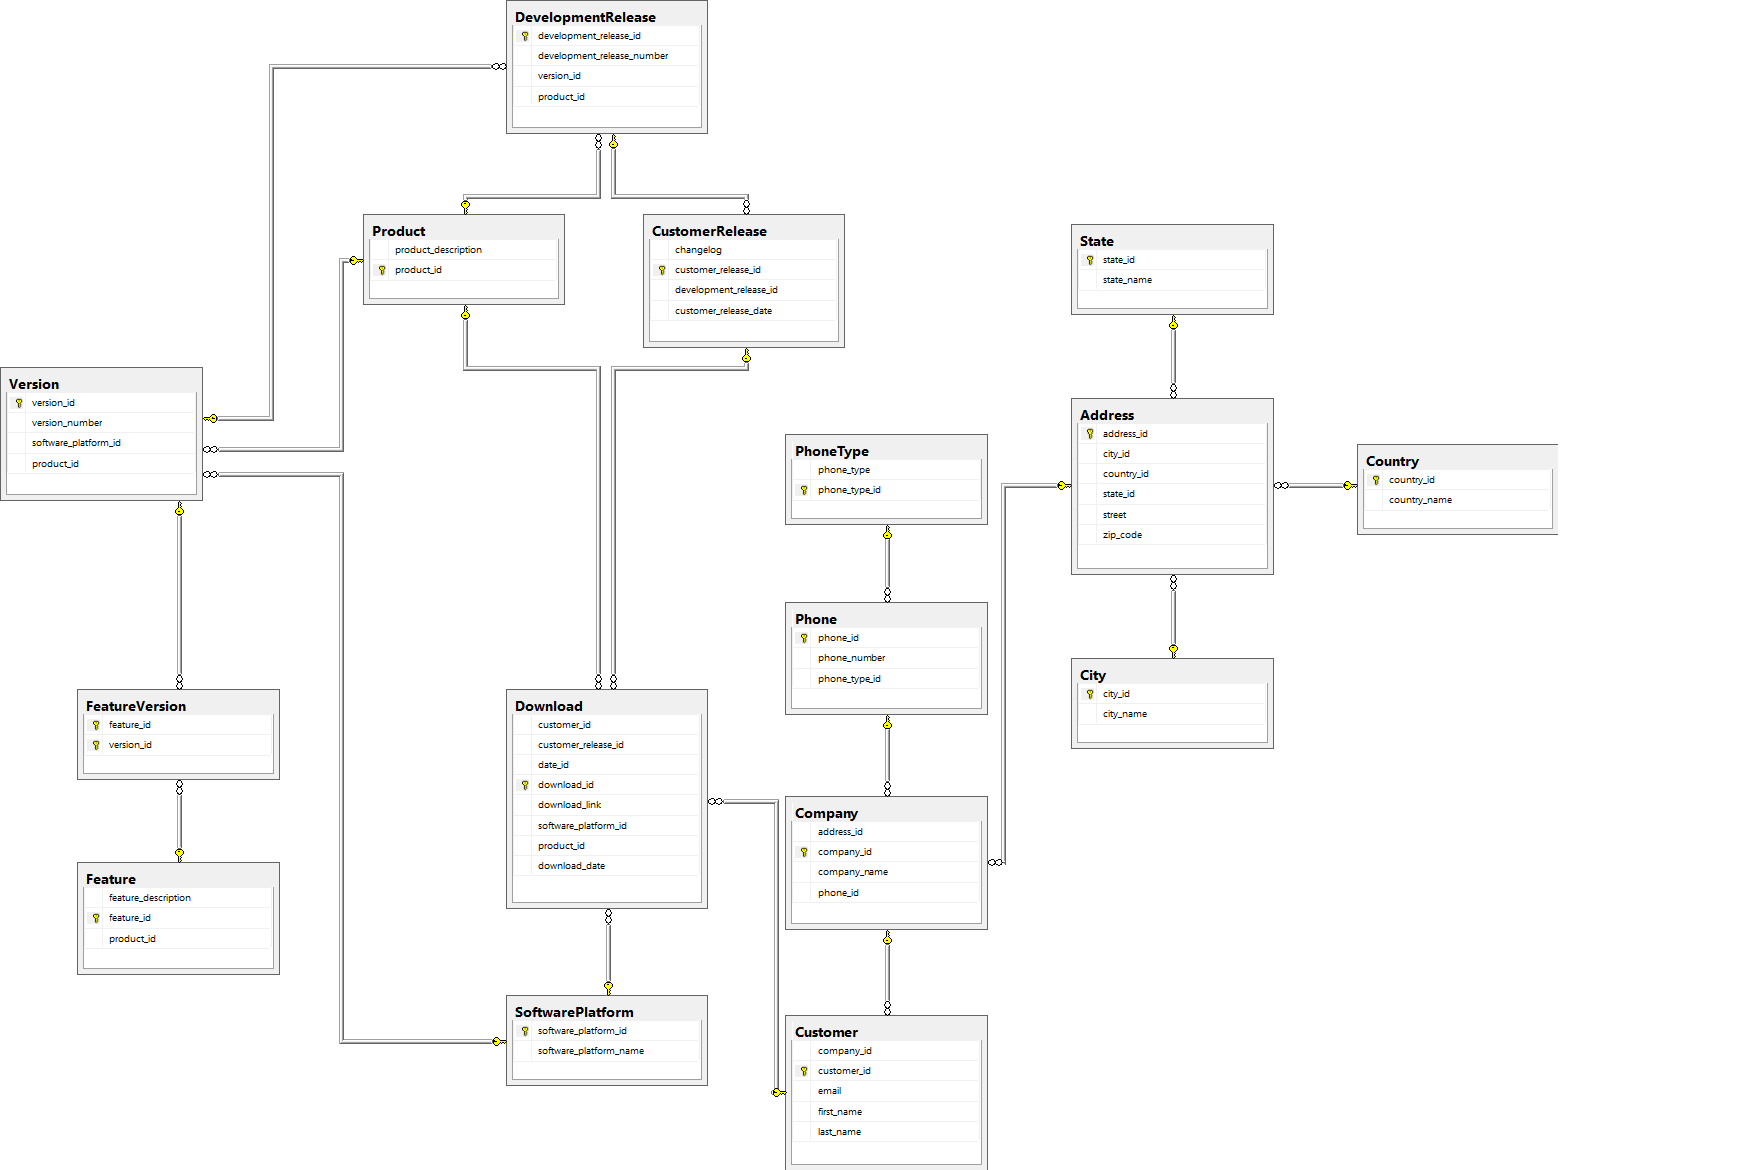 DevelopmentRelease
development_release_id
development_release_number
version_id
product_id
Product
product_description
product_id
CustomerRelease
changelog
customer_release_id
development_release_id
customer_release_date
State
state_id
state_name
Version
version_id
version_number
software_platform_id
product_id
Address
address_id
city_id
country_id
state_id
street
zip_code
PhoneType
phone_type
phone_type_id
Country
country_id
country_name
Phone
phone_id
phone_number
phone_type_id
City
city_id
city_name
FeatureVersion
feature_id
version_id
Download
customer_id
customer_release_id
date_id
download_id
download_link
software_platform_id
product_id
download_date
Company
address_id
company_id
company_name
phone_id
Feature
feature_description
feature_id
product_id
SoftwarePlatform
software_platform_id
software_platform_name
Customer
company_id
customer_id
email
first_name
last_name